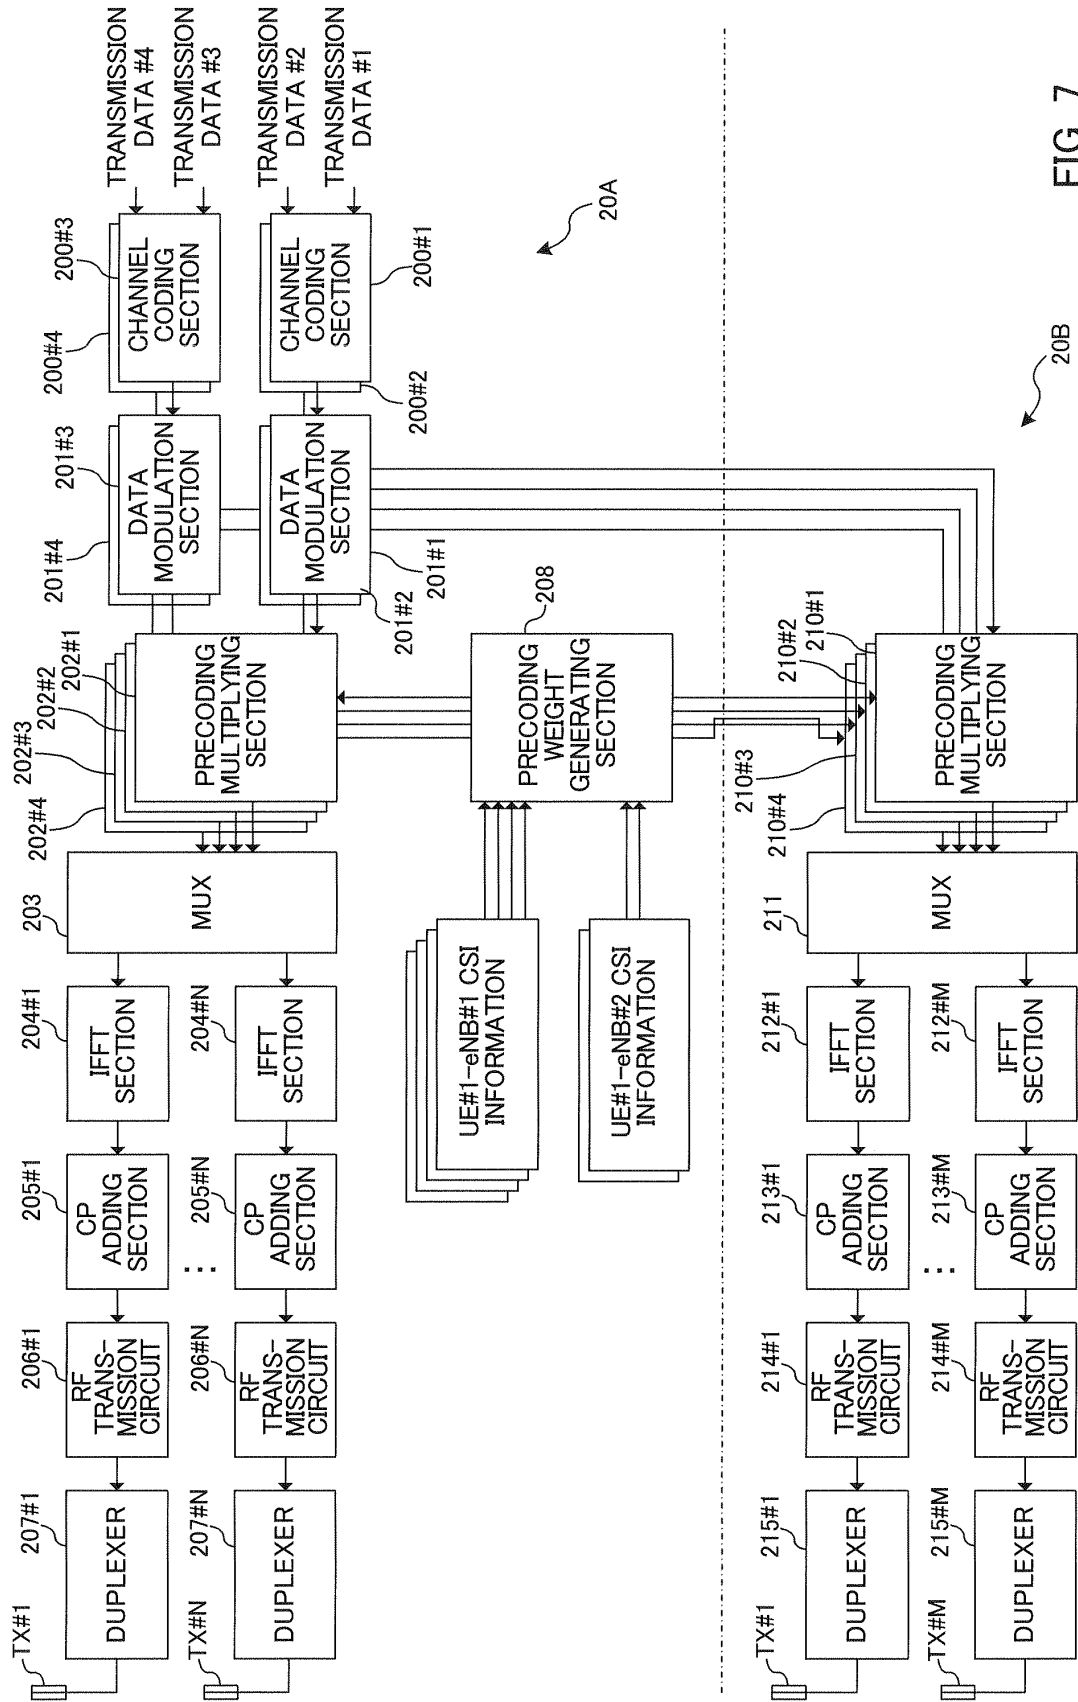 TRANSMISSION
DATA #4
TRANSMISSION
DATA #3
TRANSMISSION
DATA #2
TRANSMISSION
DATA #1
200#3
200#4
CHANNEL
CODING
SECTION
CHANNEL
CODING
SECTION
200#1
200#2
20A
201#3
201#4
DATA
MODULATION
SECTION
DATA
MODULATION
SECTION
201#1
201#2
202#1
202#2
202#3
202#4
PRECODING
MULTIPLYING
SECTION
208
PRECODING
WEIGHT
GENERATING
SECTION
20B
210#1
210#2
210#3
210#4
PRECODING
MULTIPLYING
SECTION
203
MUX
211
MUX
UE#1-eNB#1 CSI
INFORMATION
UE#1-eNB#2 CSI
INFORMATION
204#1
IFFT
SECTION
204#N
IFFT
SECTION
212#1
IFFT
SECTION
212#M
IFFT
SECTION
205#1
CP
ADDING
SECTION
...
205#N
CP
ADDING
SECTION
213#1
CP
ADDING
SECTION
...
213#M
CP
ADDING
SECTION
206#1
RF
TRANS-
MISSION
CIRCUIT
206#N
RF
TRANS-
MISSION
CIRCUIT
214#1
RF
TRANS-
MISSION
CIRCUIT
214#M
RF
TRANS-
MISSION
CIRCUIT
207#1
DUPLEXER
207#N
DUPLEXER
215#1
DUPLEXER
215#M
DUPLEXER
TX#1
TX#N
TX#1
TX#M
FIG. 7